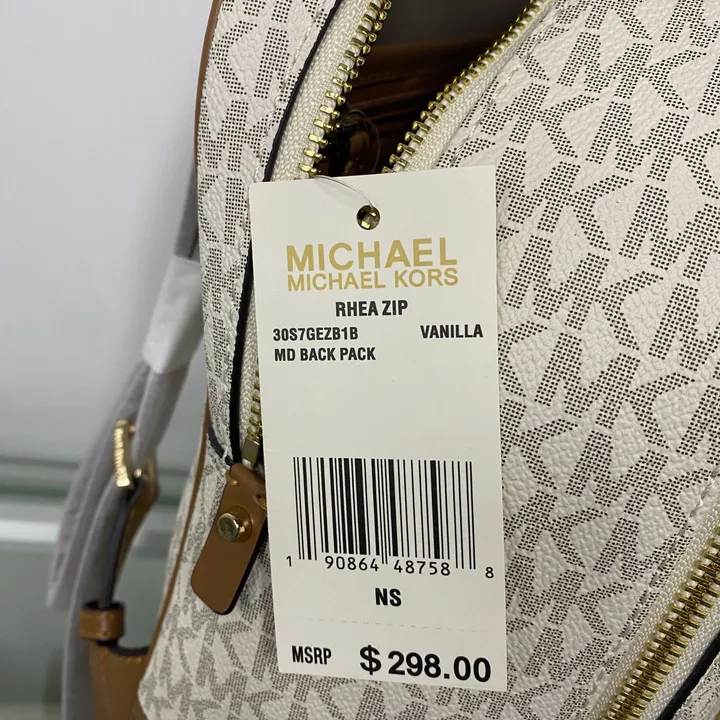 MICHAEL
MICHAEL KORS
RHEA ZIP
30S7GEZB1B VANILLA
MD BACK PACK
1 90864 48758 8
NS
MSRP $298.00